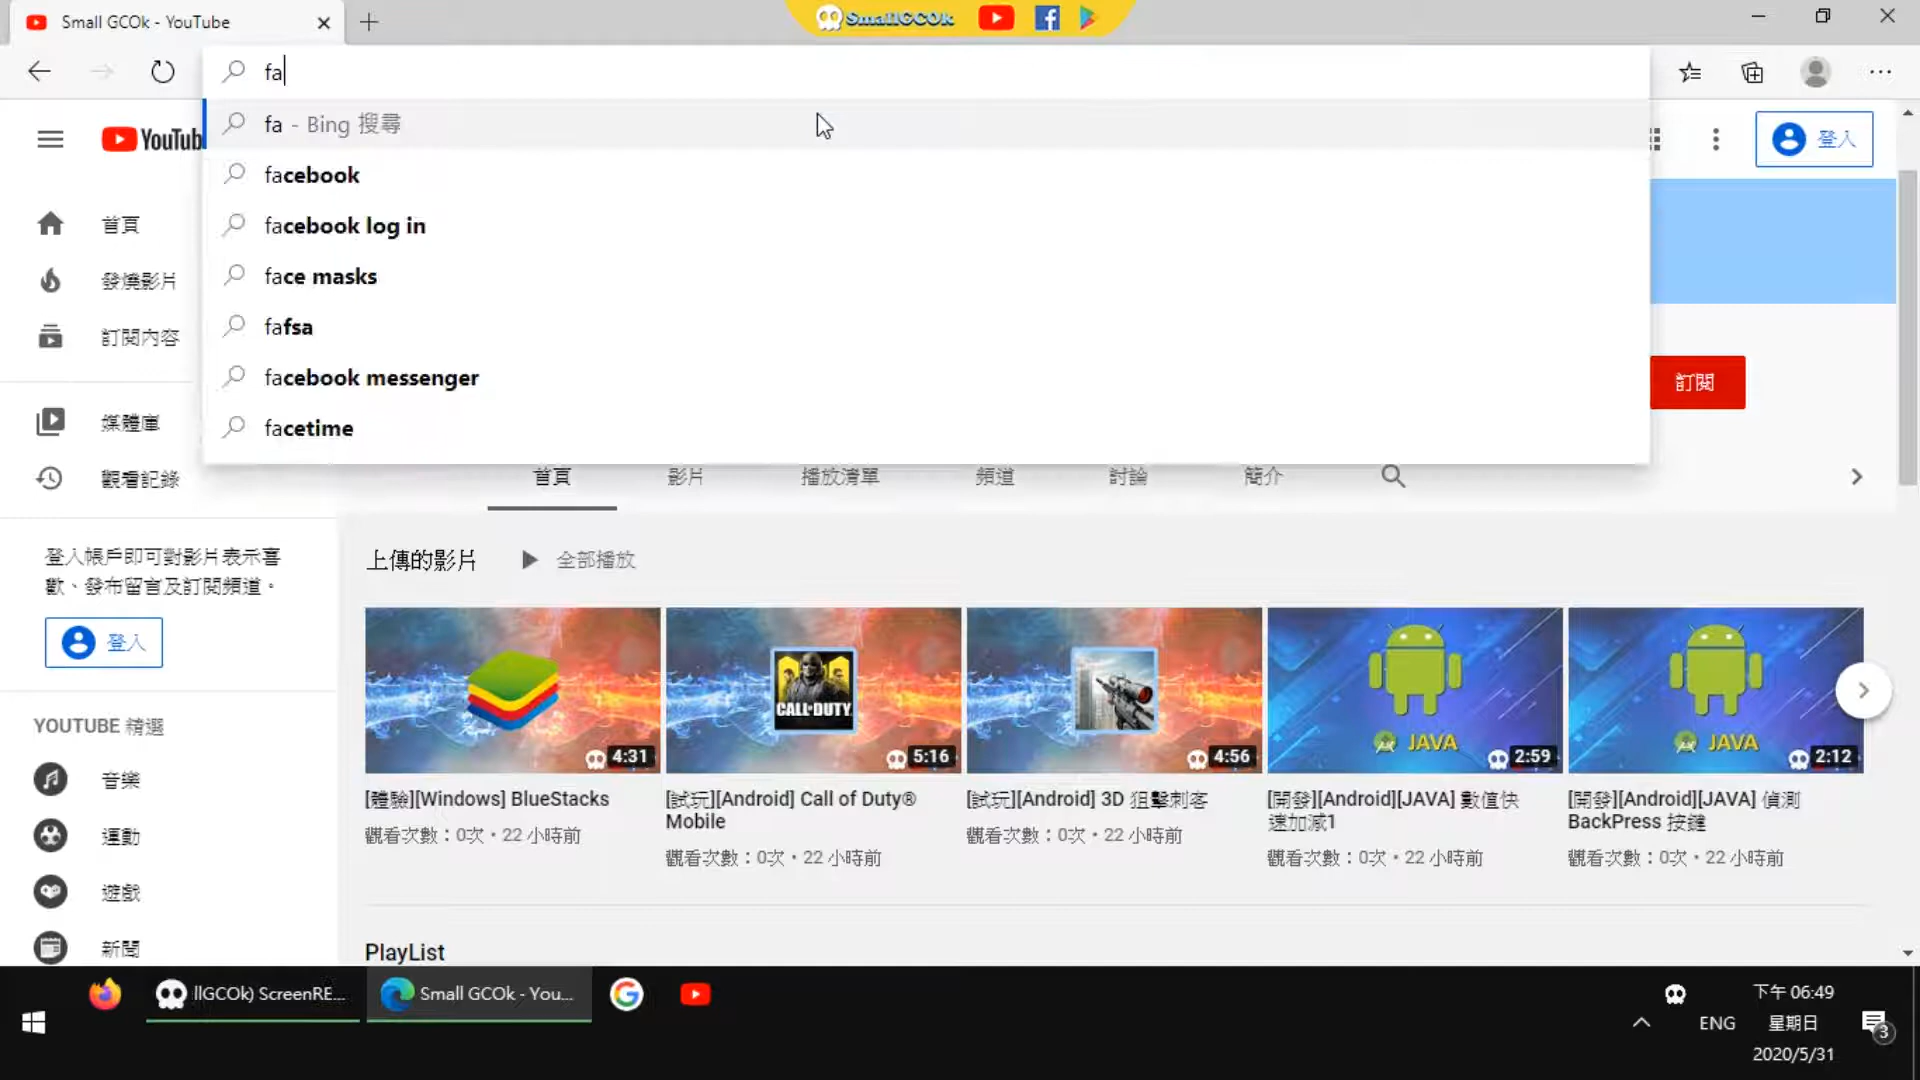 Small GCOk - YouTube
SmallGCOk
fa
fa - Bing 搜尋
facebook
facebook log in
face masks
fafsa
facebook messenger
facetime
YouTub
登入
首頁
發燒影片
訂閱內容
訂閱
媒體庫
觀看記錄
首頁 影片 播放清單 頻道 討論 簡介
登入帳戶即可對影片表示喜
歡、發布留言及訂閱頻道。
登入
上傳的影片 全部播放
CALL DUTY
JAVA
JAVA
4:31
5:16
4:56
2:59
2:12
[體驗][Windows] BlueStacks
觀看次數：0次・22 小時前
[試玩][Android] Call of Duty®
Mobile
觀看次數：0次・22 小時前
[試玩][Android] 3D 狙擊刺客
觀看次數：0次・22 小時前
[開發][Android][JAVA] 數值快
速加減1
觀看次數：0次・22 小時前
[開發][Android][JAVA] 偵測
BackPress 按鍵
觀看次數：0次・22 小時前
YOUTUBE 精選
音樂
運動
遊戲
新聞
PlayList
llGCOk) ScreenRE...
Small GCOk - You...
ENG
下午 06:49
星期日
2020/5/31
3